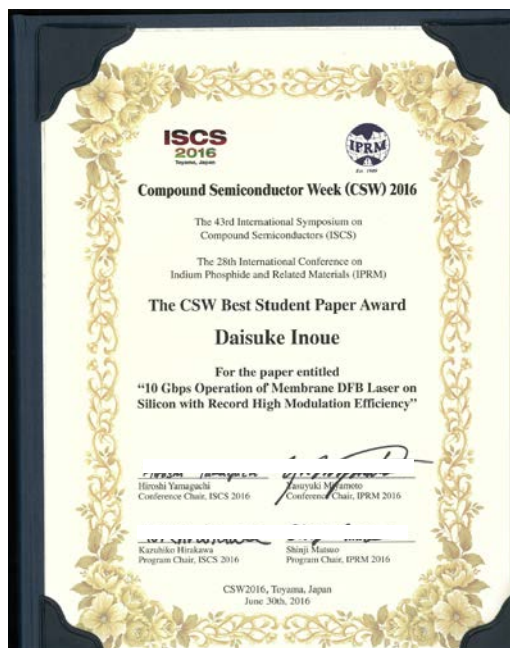 ISCS
2016
Toyama, Japan
IPRM
Compound Semiconductor Week (CSW) 2016
The 43rd International Symposium on
Compound Semiconductors (ISCS)
The 28th International Conference on
Indium Phosphide and Related Materials (IPRM)
The CSW Best Student Paper Award
Daisuke Inoue
For the paper entitled
“10 Gbps Operation of Membrane DFB Laser on
Silicon with Record High Modulation Efficiency”
Hiroshi Yamaguchi
Conference Chair, ISCS 2016
Yasuyuki Miyamoto
Conference Chair, IPRM 2016
Kazuhiko Hirakawa
Program Chair, ISCS 2016
Shinji Matsuo
Program Chair, IPRM 2016
CSW2016, Toyama, Japan
June 30th, 2016